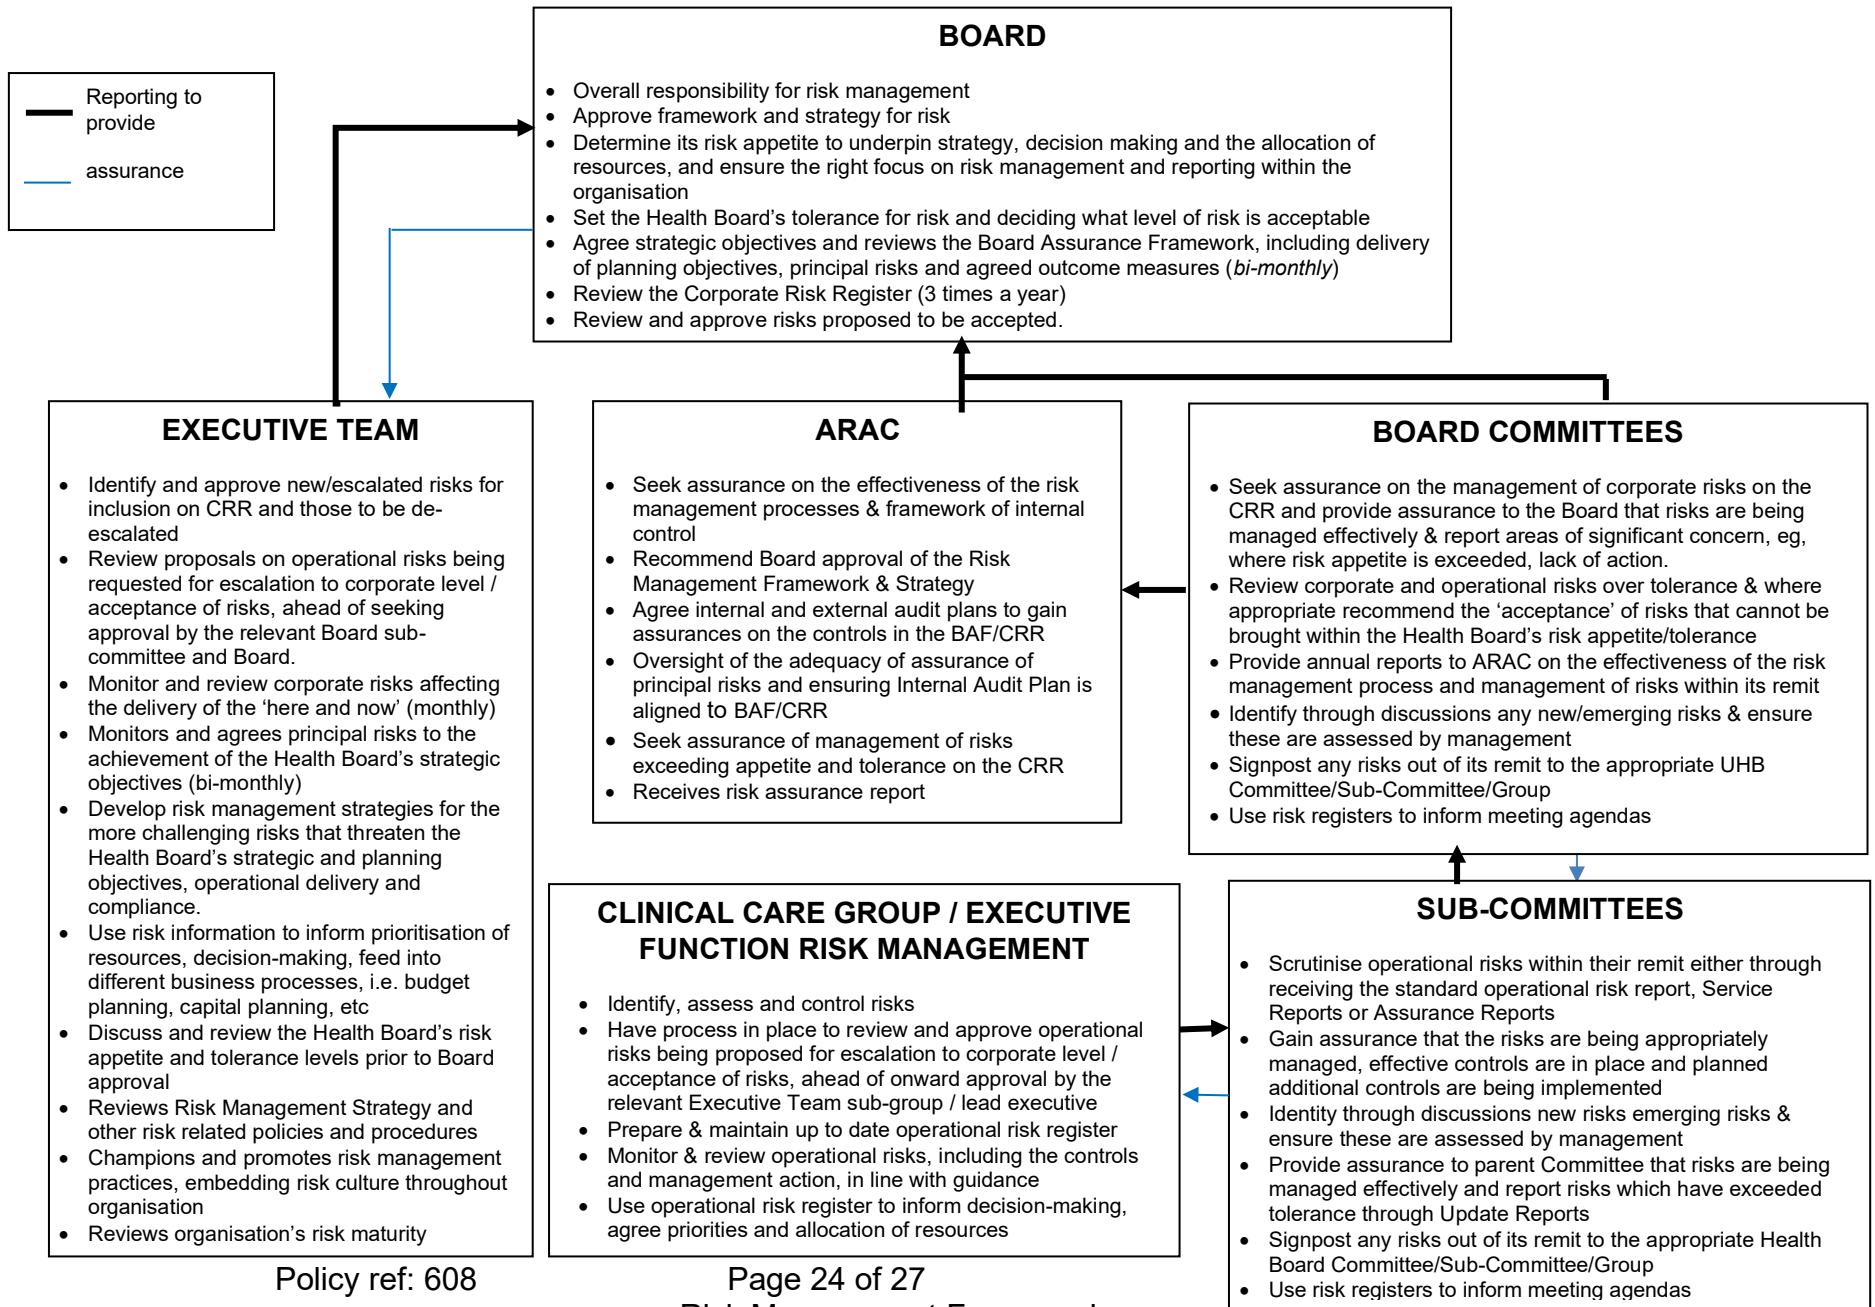 Reporting to
provide
assurance
BOARD
• Overall responsibility for risk management
• Approve framework and strategy for risk
• Determine its risk appetite to underpin strategy, decision making and the allocation of
resources, and ensure the right focus on risk management and reporting within the
organisation
• Set the Health Board’s tolerance for risk and deciding what level of risk is acceptable
• Agree strategic objectives and reviews the Board Assurance Framework, including delivery
of planning objectives, principal risks and agreed outcome measures (bi-monthly)
• Review the Corporate Risk Register (3 times a year)
• Review and approve risks proposed to be accepted.
EXECUTIVE TEAM
• Identify and approve new/escalated risks for
inclusion on CRR and those to be de-
escalated
• Review proposals on operational risks being
requested for escalation to corporate level /
acceptance of risks, ahead of seeking
approval by the relevant Board sub-
committee and Board.
• Monitor and review corporate risks affecting
the delivery of the ‘here and now’ (monthly)
• Monitors and agrees principal risks to the
achievement of the Health Board’s strategic
objectives (bi-monthly)
• Develop risk management strategies for the
more challenging risks that threaten the
Health Board’s strategic and planning
objectives, operational delivery and
compliance.
• Use risk information to inform prioritisation of
resources, decision-making, feed into
different business processes, i.e. budget
planning, capital planning, etc
• Discuss and review the Health Board’s risk
appetite and tolerance levels prior to Board
approval
• Reviews Risk Management Strategy and
other risk related policies and procedures
• Champions and promotes risk management
practices, embedding risk culture throughout
organisation
• Reviews organisation’s risk maturity
ARAC
• Seek assurance on the effectiveness of the risk
management processes & framework of internal
control
• Recommend Board approval of the Risk
Management Framework & Strategy
• Agree internal and external audit plans to gain
assurances on the controls in the BAF/CRR
• Oversight of the adequacy of assurance of
principal risks and ensuring Internal Audit Plan is
aligned to BAF/CRR
• Seek assurance of management of risks
exceeding appetite and tolerance on the CRR
• Receives risk assurance report
BOARD COMMITTEES
• Seek assurance on the management of corporate risks on the
CRR and provide assurance to the Board that risks are being
managed effectively & report areas of significant concern, eg,
where risk appetite is exceeded, lack of action.
• Review corporate and operational risks over tolerance & where
appropriate recommend the ‘acceptance’ of risks that cannot be
brought within the Health Board’s risk appetite/tolerance
• Provide annual reports to ARAC on the effectiveness of the risk
management process and management of risks within its remit
• Identify through discussions any new/emerging risks & ensure
these are assessed by management
• Signpost any risks out of its remit to the appropriate UHB
Committee/Sub-Committee/Group
• Use risk registers to inform meeting agendas
CLINICAL CARE GROUP / EXECUTIVE
FUNCTION RISK MANAGEMENT
• Identify, assess and control risks
• Have process in place to review and approve operational
risks being proposed for escalation to corporate level /
acceptance of risks, ahead of onward approval by the
relevant Executive Team sub-group / lead executive
• Prepare & maintain up to date operational risk register
• Monitor & review operational risks, including the controls
and management action, in line with guidance
• Use operational risk register to inform decision-making,
agree priorities and allocation of resources
SUB-COMMITTEES
• Scrutinise operational risks within their remit either through
receiving the standard operational risk report, Service
Reports or Assurance Reports
• Gain assurance that the risks are being appropriately
managed, effective controls are in place and planned
additional controls are being implemented
• Identity through discussions new risks emerging risks &
ensure these are assessed by management
• Provide assurance to parent Committee that risks are being
managed effectively and report risks which have exceeded
tolerance through Update Reports
• Signpost any risks out of its remit to the appropriate Health
Board Committee/Sub-Committee/Group
• Use risk registers to inform meeting agendas
Policy ref: 608
Page 24 of 27